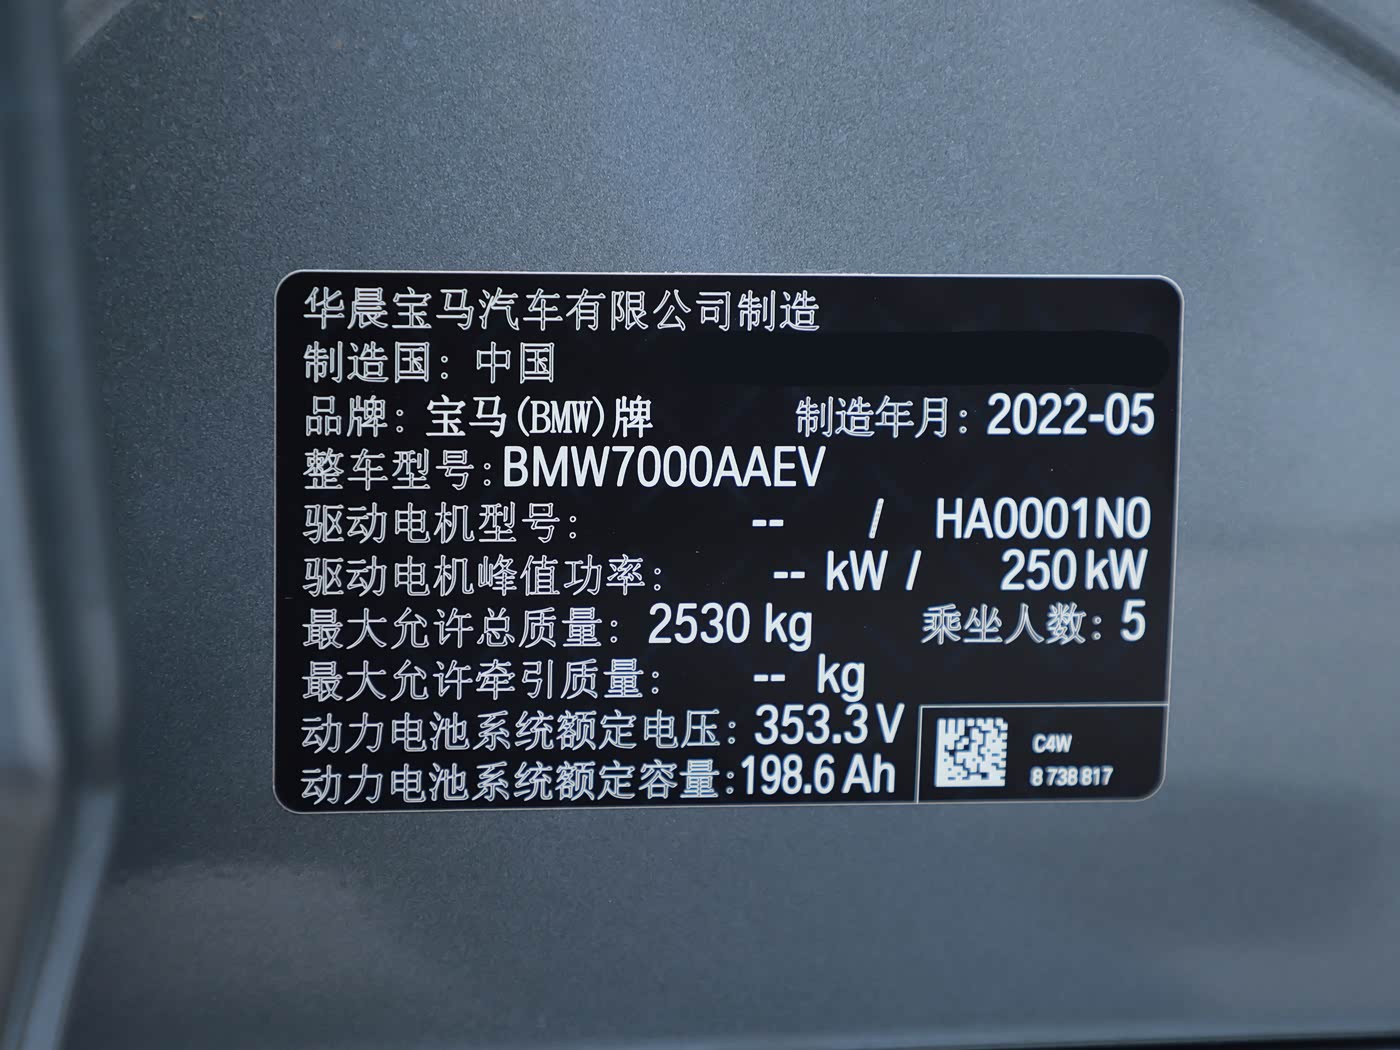 华晨宝马汽车有限公司制造
制造国：中国
品牌：宝马(BMW)牌 制造年月：2022-05
整车型号:BMW7000AAEV
驱动电机型号： -- / HA0001N0
驱动电机峰值功率： -- kW / 250 kW
最大允许总质量：2530 kg 乘坐人数：5
最大允许牵引质量： -- kg
动力电池系统额定电压：353.3 V
动力电池系统额定容量:198.6 Ah
C4W
8 738 817